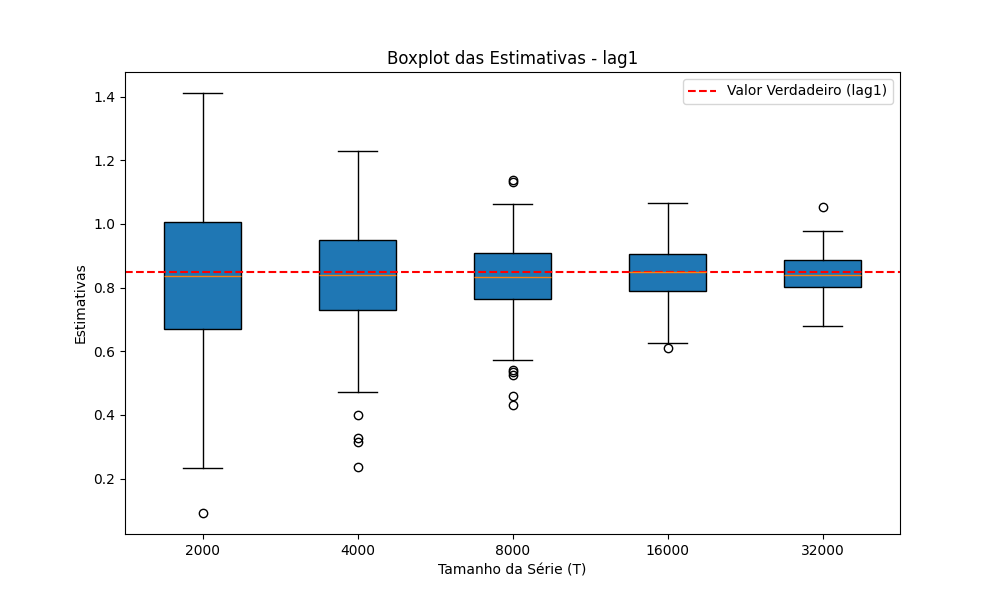 Boxplot das Estimativas - lag1
Valor Verdadeiro (lag1)
Estimativas
1.4
1.2
1.0
0.8
0.6
0.4
0.2
2000 4000 8000 16000 32000
Tamanho da Série (T)